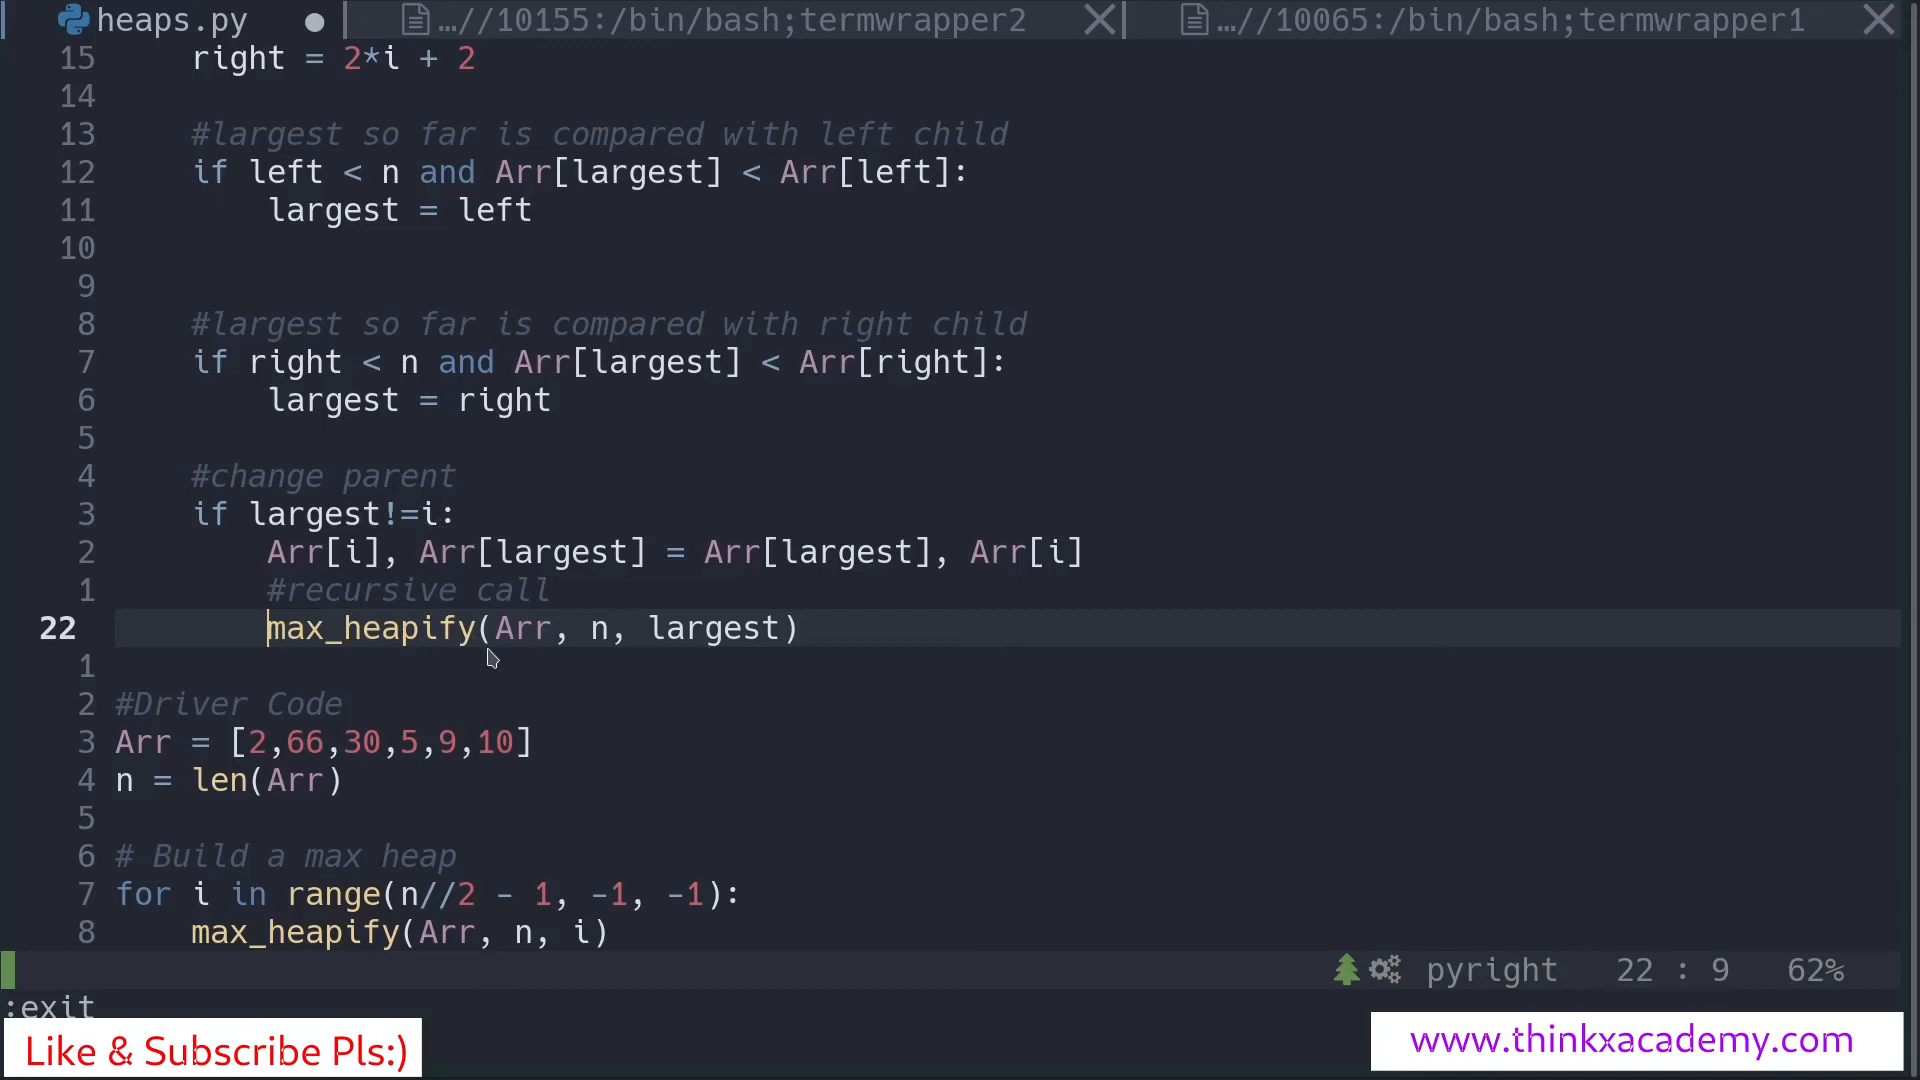 heaps.py ● …//10155:/bin/bash;termwrapper2 …//10065:/bin/bash;termwrapper1
15 right = 2*i + 2
14
13 #largest so far is compared with left child
12 if left < n and Arr[largest] < Arr[left]:
11 largest = left
10
9
8 #largest so far is compared with right child
7 if right < n and Arr[largest] < Arr[right]:
6 largest = right
5
4 #change parent
3 if largest!=i:
2 Arr[i], Arr[largest] = Arr[largest], Arr[i]
1 #recursive call
22 max_heapify(Arr, n, largest)
1
2 #Driver Code
3 Arr = [2,66,30,5,9,10]
4 n = len(Arr)
5
6 # Build a max heap
7 for i in range(n//2 - 1, -1, -1):
8 max_heapify(Arr, n, i)
pyright 22 : 9 62%
:exit
Like & Subscribe Pls:)
www.thinkxacademy.com